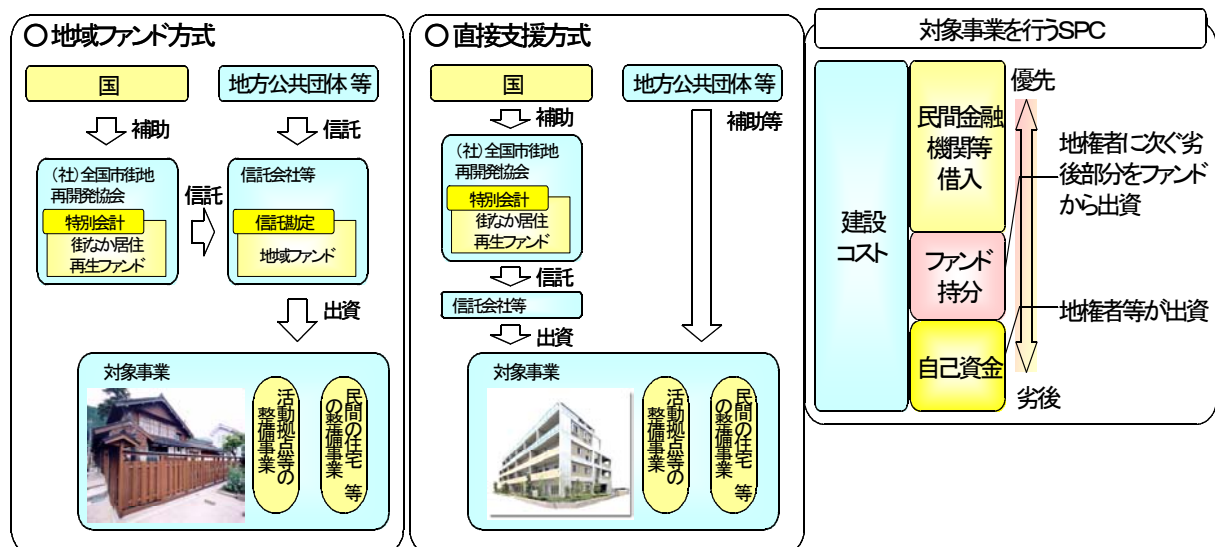 ○地域ファンド方式
国
地方公共団体 等
補助
信託
（社）全国市街地
再開発協会
特別会計
街なか居住
再生ファンド
信託
信託会社等
信託勘定
地域ファンド
出資
対象事業
活動拠点等の
整備事業
民間の住宅 等
の整備事業
○直接支援方式
国
地方公共団体 等
補助
補助等
（社）全国市街地
再開発協会
特別会計
街なか居住
再生ファンド
信託
信託会社等
出資
対象事業
活動拠点等の
整備事業
民間の住宅 等
の整備事業
対象事業を行うSPC
建設
コスト
民間金融
機関等
借入
ファンド
持分
自己資金
優先
地権者に次ぐ劣
後部分をファンド
から出資
地権者等が出資
劣後